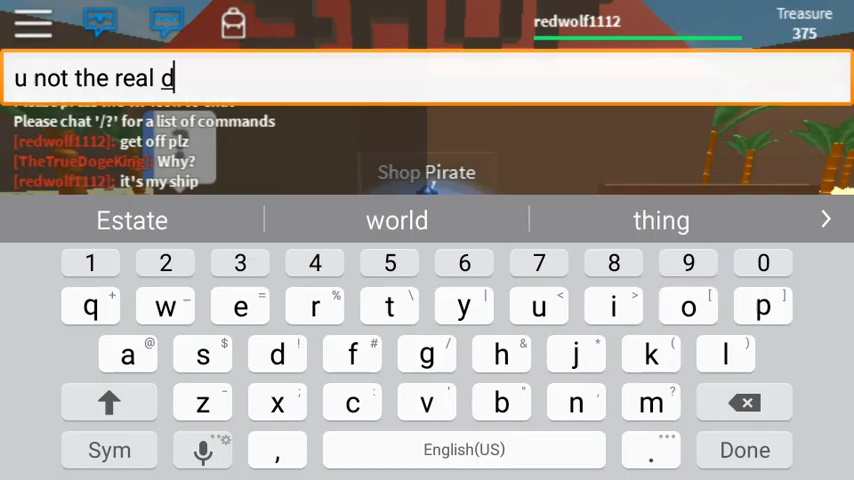 redwolf1112
Treasure
375
u not the real d
Please chat '/?' for a list of commands
[redwolf1112]: get off plz
[TheTrueDogeKing]: Why?
[redwolf1112]: it's my ship
Shop Pirate
Estate world thing >
1 2 3 4 5 6 7 8 9 0
q + w _ e = r % t \ y | u < i > o [ p ]
a @ s $ d ! f # g / h & j * k ( l )
z - x ; c : v ' b " n , m ?
Sym , English(US) . Done